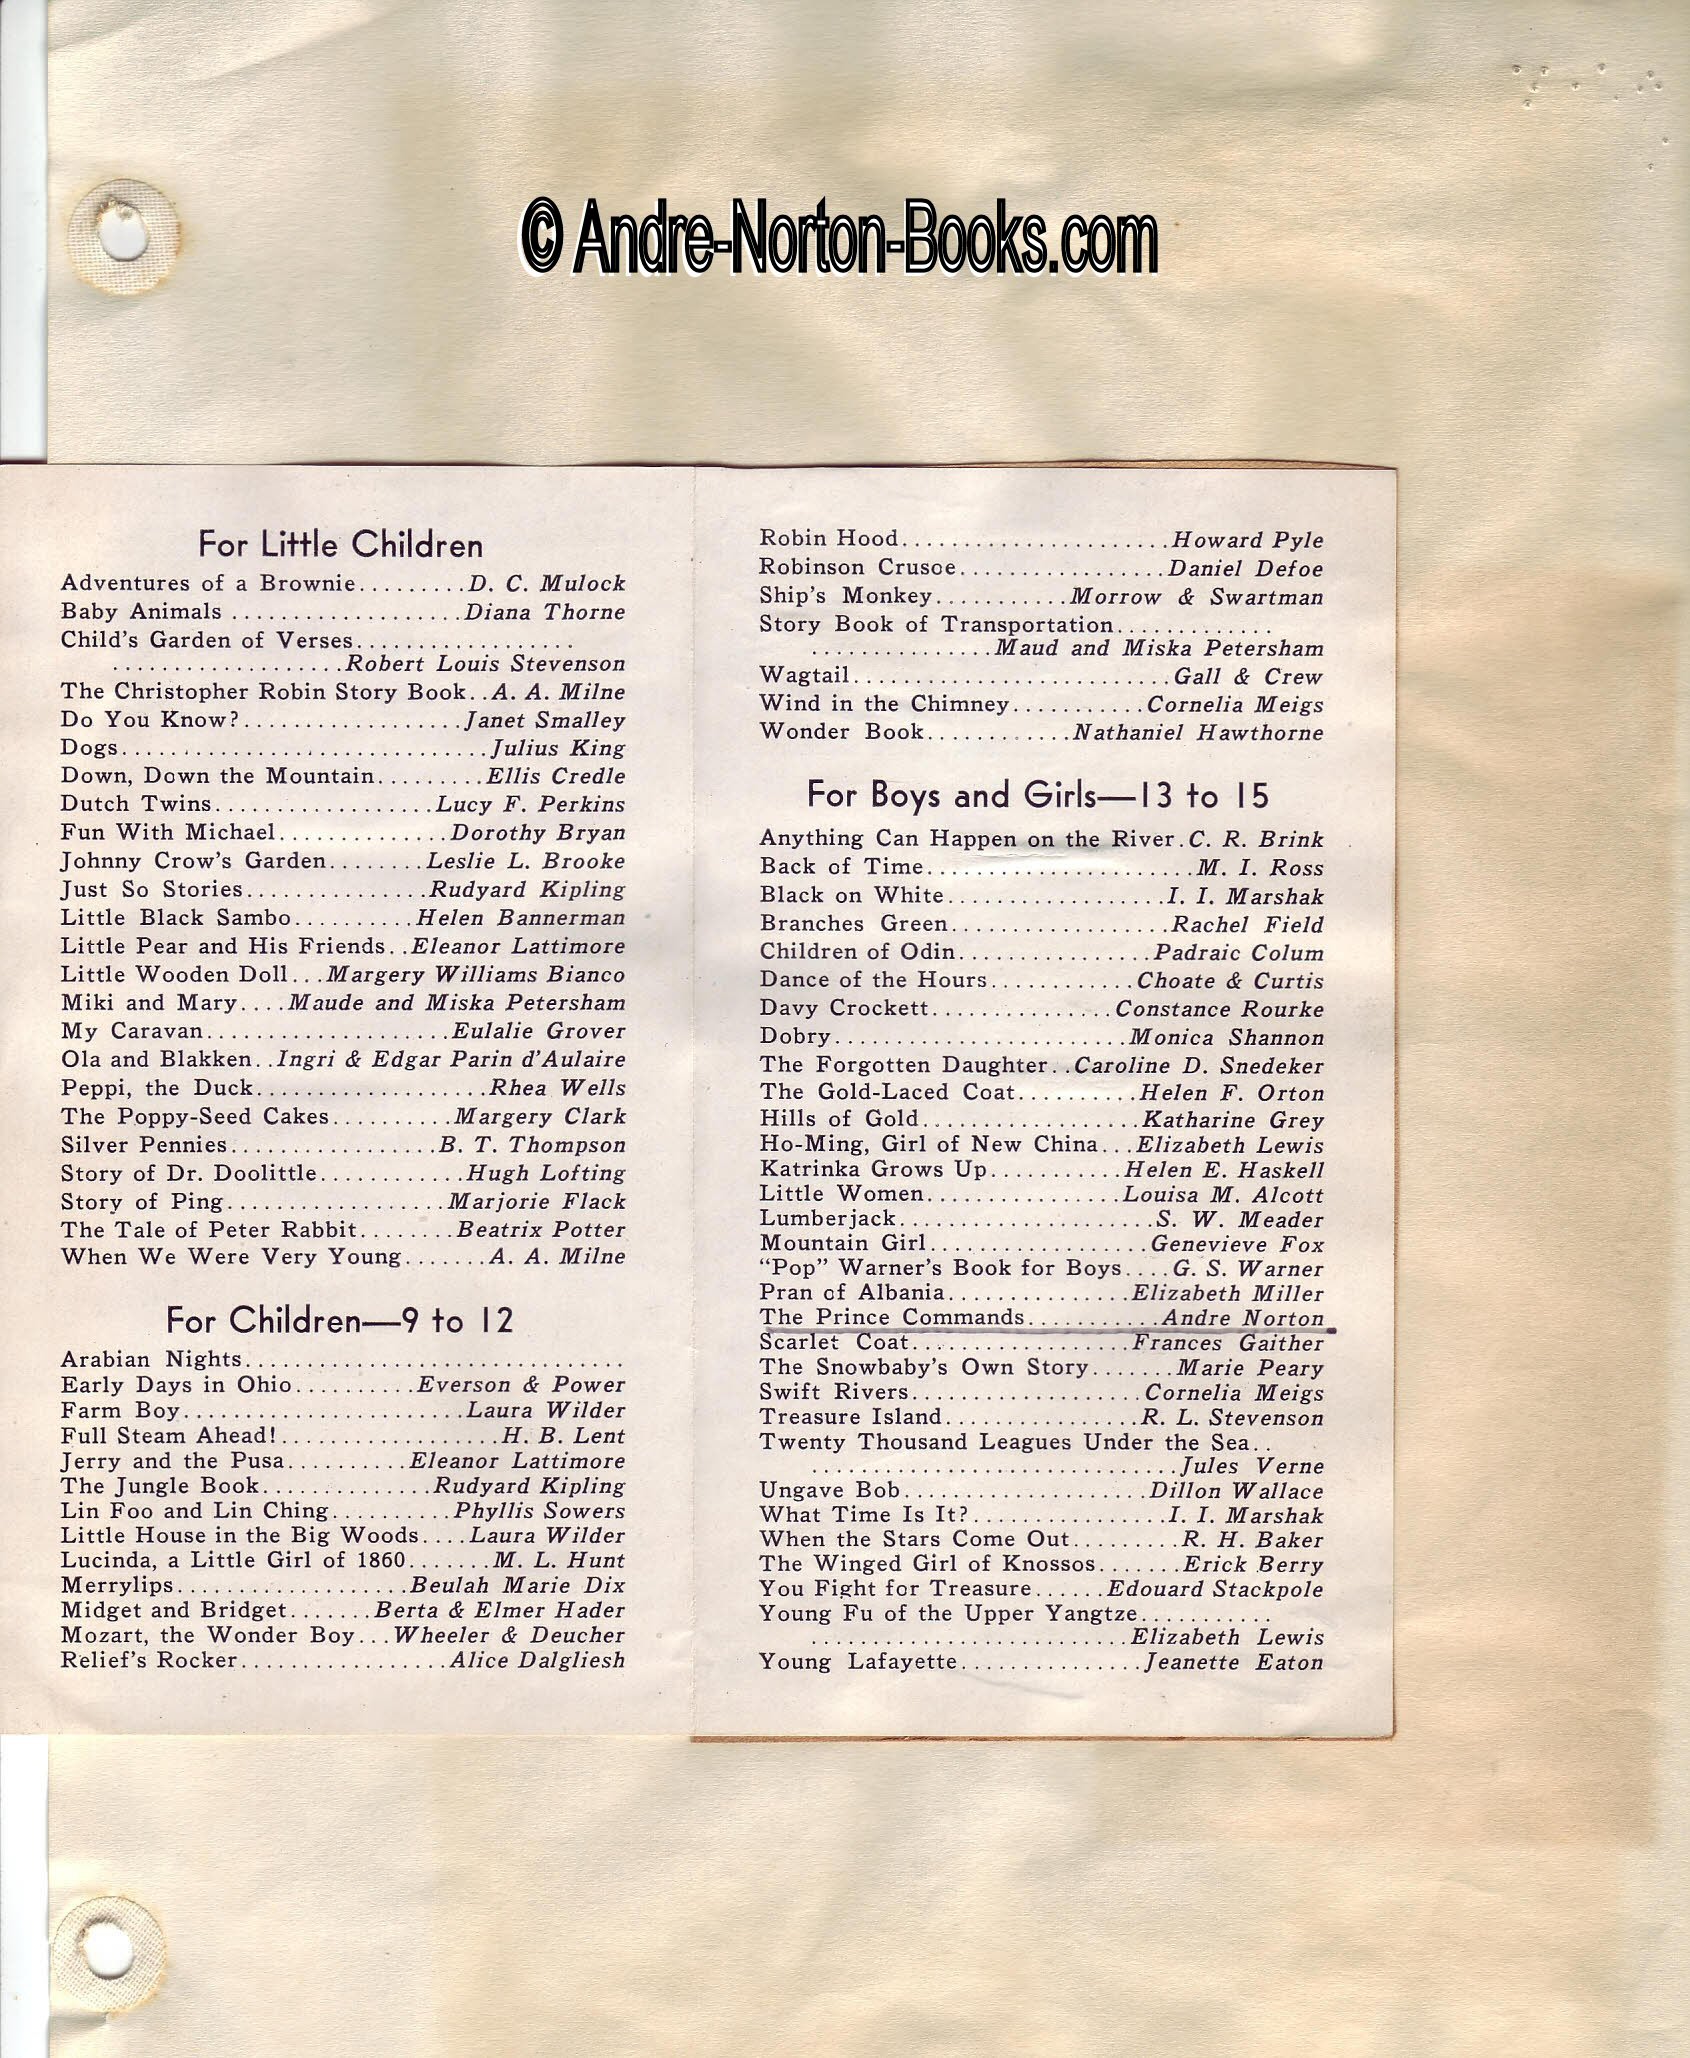 © Andre-Norton-Books.com
For Little Children
Adventures of a Brownie.........D. C. Mulock
Baby Animals ...................Diana Thorne
Child's Garden of Verses..................
...................Robert Louis Stevenson
The Christopher Robin Story Book..A. A. Milne
Do You Know?..................Janet Smalley
Dogs..............................Julius King
Down, Down the Mountain.........Ellis Credle
Dutch Twins..................Lucy F. Perkins
Fun With Michael..............Dorothy Bryan
Johnny Crow's Garden........Leslie L. Brooke
Just So Stories...............Rudyard Kipling
Little Black Sambo..........Helen Bannerman
Little Pear and His Friends..Eleanor Lattimore
Little Wooden Doll...Margery Williams Bianco
Miki and Mary....Maude and Miska Petersham
My Caravan....................Eulalie Grover
Ola and Blakken..Ingri & Edgar Parin d'Aulaire
Peppi, the Duck...................Rhea Wells
The Poppy-Seed Cakes..........Margery Clark
Silver Pennies.................B. T. Thompson
Story of Dr. Doolittle............Hugh Lofting
Story of Ping..................Marjorie Flack
The Tale of Peter Rabbit........Beatrix Potter
When We Were Very Young.......A. A. Milne
For Children—9 to 12
Arabian Nights...............................
Early Days in Ohio..........Everson & Power
Farm Boy.......................Laura Wilder
Full Steam Ahead!..................H. B. Lent
Jerry and the Pusa..........Eleanor Lattimore
The Jungle Book..............Rudyard Kipling
Lin Foo and Lin Ching..........Phyllis Sowers
Little House in the Big Woods....Laura Wilder
Lucinda, a Little Girl of 1860.......M. L. Hunt
Merrylips...................Beulah Marie Dix
Midget and Bridget.......Berta & Elmer Hader
Mozart, the Wonder Boy...Wheeler & Deucher
Relief's Rocker.................Alice Dalgliesh
Robin Hood......................Howard Pyle
Robinson Crusoe.................Daniel Defoe
Ship's Monkey...........Morrow & Swartman
Story Book of Transportation.............
...............Maud and Miska Petersham
Wagtail..........................Gall & Crew
Wind in the Chimney...........Cornelia Meigs
Wonder Book............Nathaniel Hawthorne
For Boys and Girls—13 to 15
Anything Can Happen on the River.C. R. Brink
Back of Time......................M. I. Ross
Black on White..................I. I. Marshak
Branches Green..................Rachel Field
Children of Odin................Padraic Colum
Dance of the Hours............Choate & Curtis
Davy Crockett...............Constance Rourke
Dobry........................Monica Shannon
The Forgotten Daughter..Caroline D. Snedeker
The Gold-Laced Coat..........Helen F. Orton
Hills of Gold..................Katharine Grey
Ho-Ming, Girl of New China...Elizabeth Lewis
Katrinka Grows Up...........Helen E. Haskell
Little Women................Louisa M. Alcott
Lumberjack.....................S. W. Meader
Mountain Girl..................Genevieve Fox
"Pop" Warner's Book for Boys....G. S. Warner
Pran of Albania...............Elizabeth Miller
The Prince Commands...........Andre Norton
Scarlet Coat..................Frances Gaither
The Snowbaby's Own Story.......Marie Peary
Swift Rivers...................Cornelia Meigs
Treasure Island................R. L. Stevenson
Twenty Thousand Leagues Under the Sea..
..............................Jules Verne
Ungave Bob....................Dillon Wallace
What Time Is It?................I. I. Marshak
When the Stars Come Out.........R. H. Baker
The Winged Girl of Knossos.......Erick Berry
You Fight for Treasure......Edouard Stackpole
Young Fu of the Upper Yangtze...........
..........................Elizabeth Lewis
Young Lafayette...............Jeanette Eaton